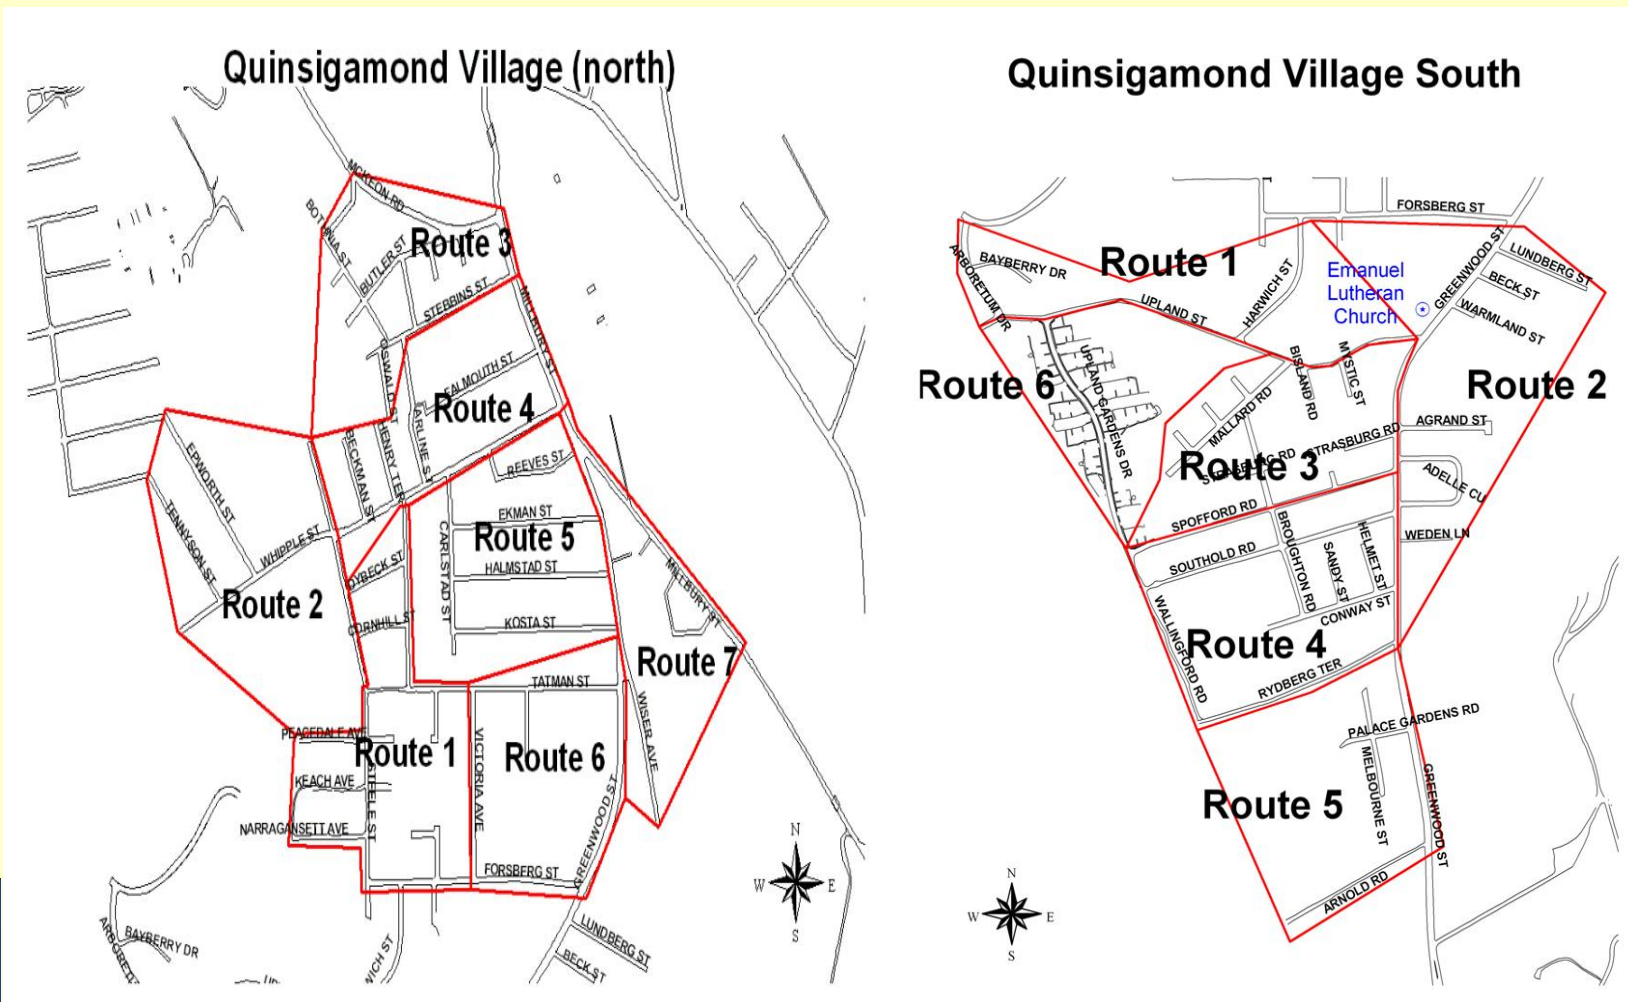 Quinsigamond Village (north)
MCKEON RD
BUTLER ST
Route 3
STEBBINS ST
MILLBURY ST
OSWALD ST
FALMOUTH ST
Route 4
HENRY TER
BECKMAN ST
EPWORTH ST
TENNYSON ST
WHIPPLE ST
Route 2
REEVES ST
EKMAN ST
Route 5
CARLSTAD ST
HALMSTAD ST
KOSTA ST
DYBECK ST
CORNHILL ST
MILLBURY ST
Route 7
TATMAN ST
WISER AVE
PEACEDALE AVE
Route 1
VICTORIA AVE
Route 6
KEACH AVE
STEELE ST
NARRAGANSETT AVE
FORSBERG ST
GREENWOOD ST
N
W
E
S
BAYBERRY DR
LUNDBERG ST
BECK ST
WICH ST
Quinsigamond Village South
FORSBERG ST
Route 1
ARBORETUM DR
BAYBERRY DR
HARWICH ST
UPLAND ST
Emanuel
Lutheran
Church
GREENWOOD ST
LUNDBERG ST
BECK ST
WARMLAND ST
Route 6
UPLAND GARDENS DR
BISLAND RD
MYSTIC ST
Route 2
MALLARD RD
AGRAND ST
STRASBURG RD
Route 3
ADELLE CIR
SPOFFORD RD
SOUTHOLD RD
BROUGHTON RD
SANDY ST
HELMET ST
WEDEN LN
CONWAY ST
WALLINGFORD RD
Route 4
RYDBERG TER
PALACE GARDENS RD
MELBOURNE ST
GREENWOOD ST
Route 5
ARNOLD RD
N
W
E
S